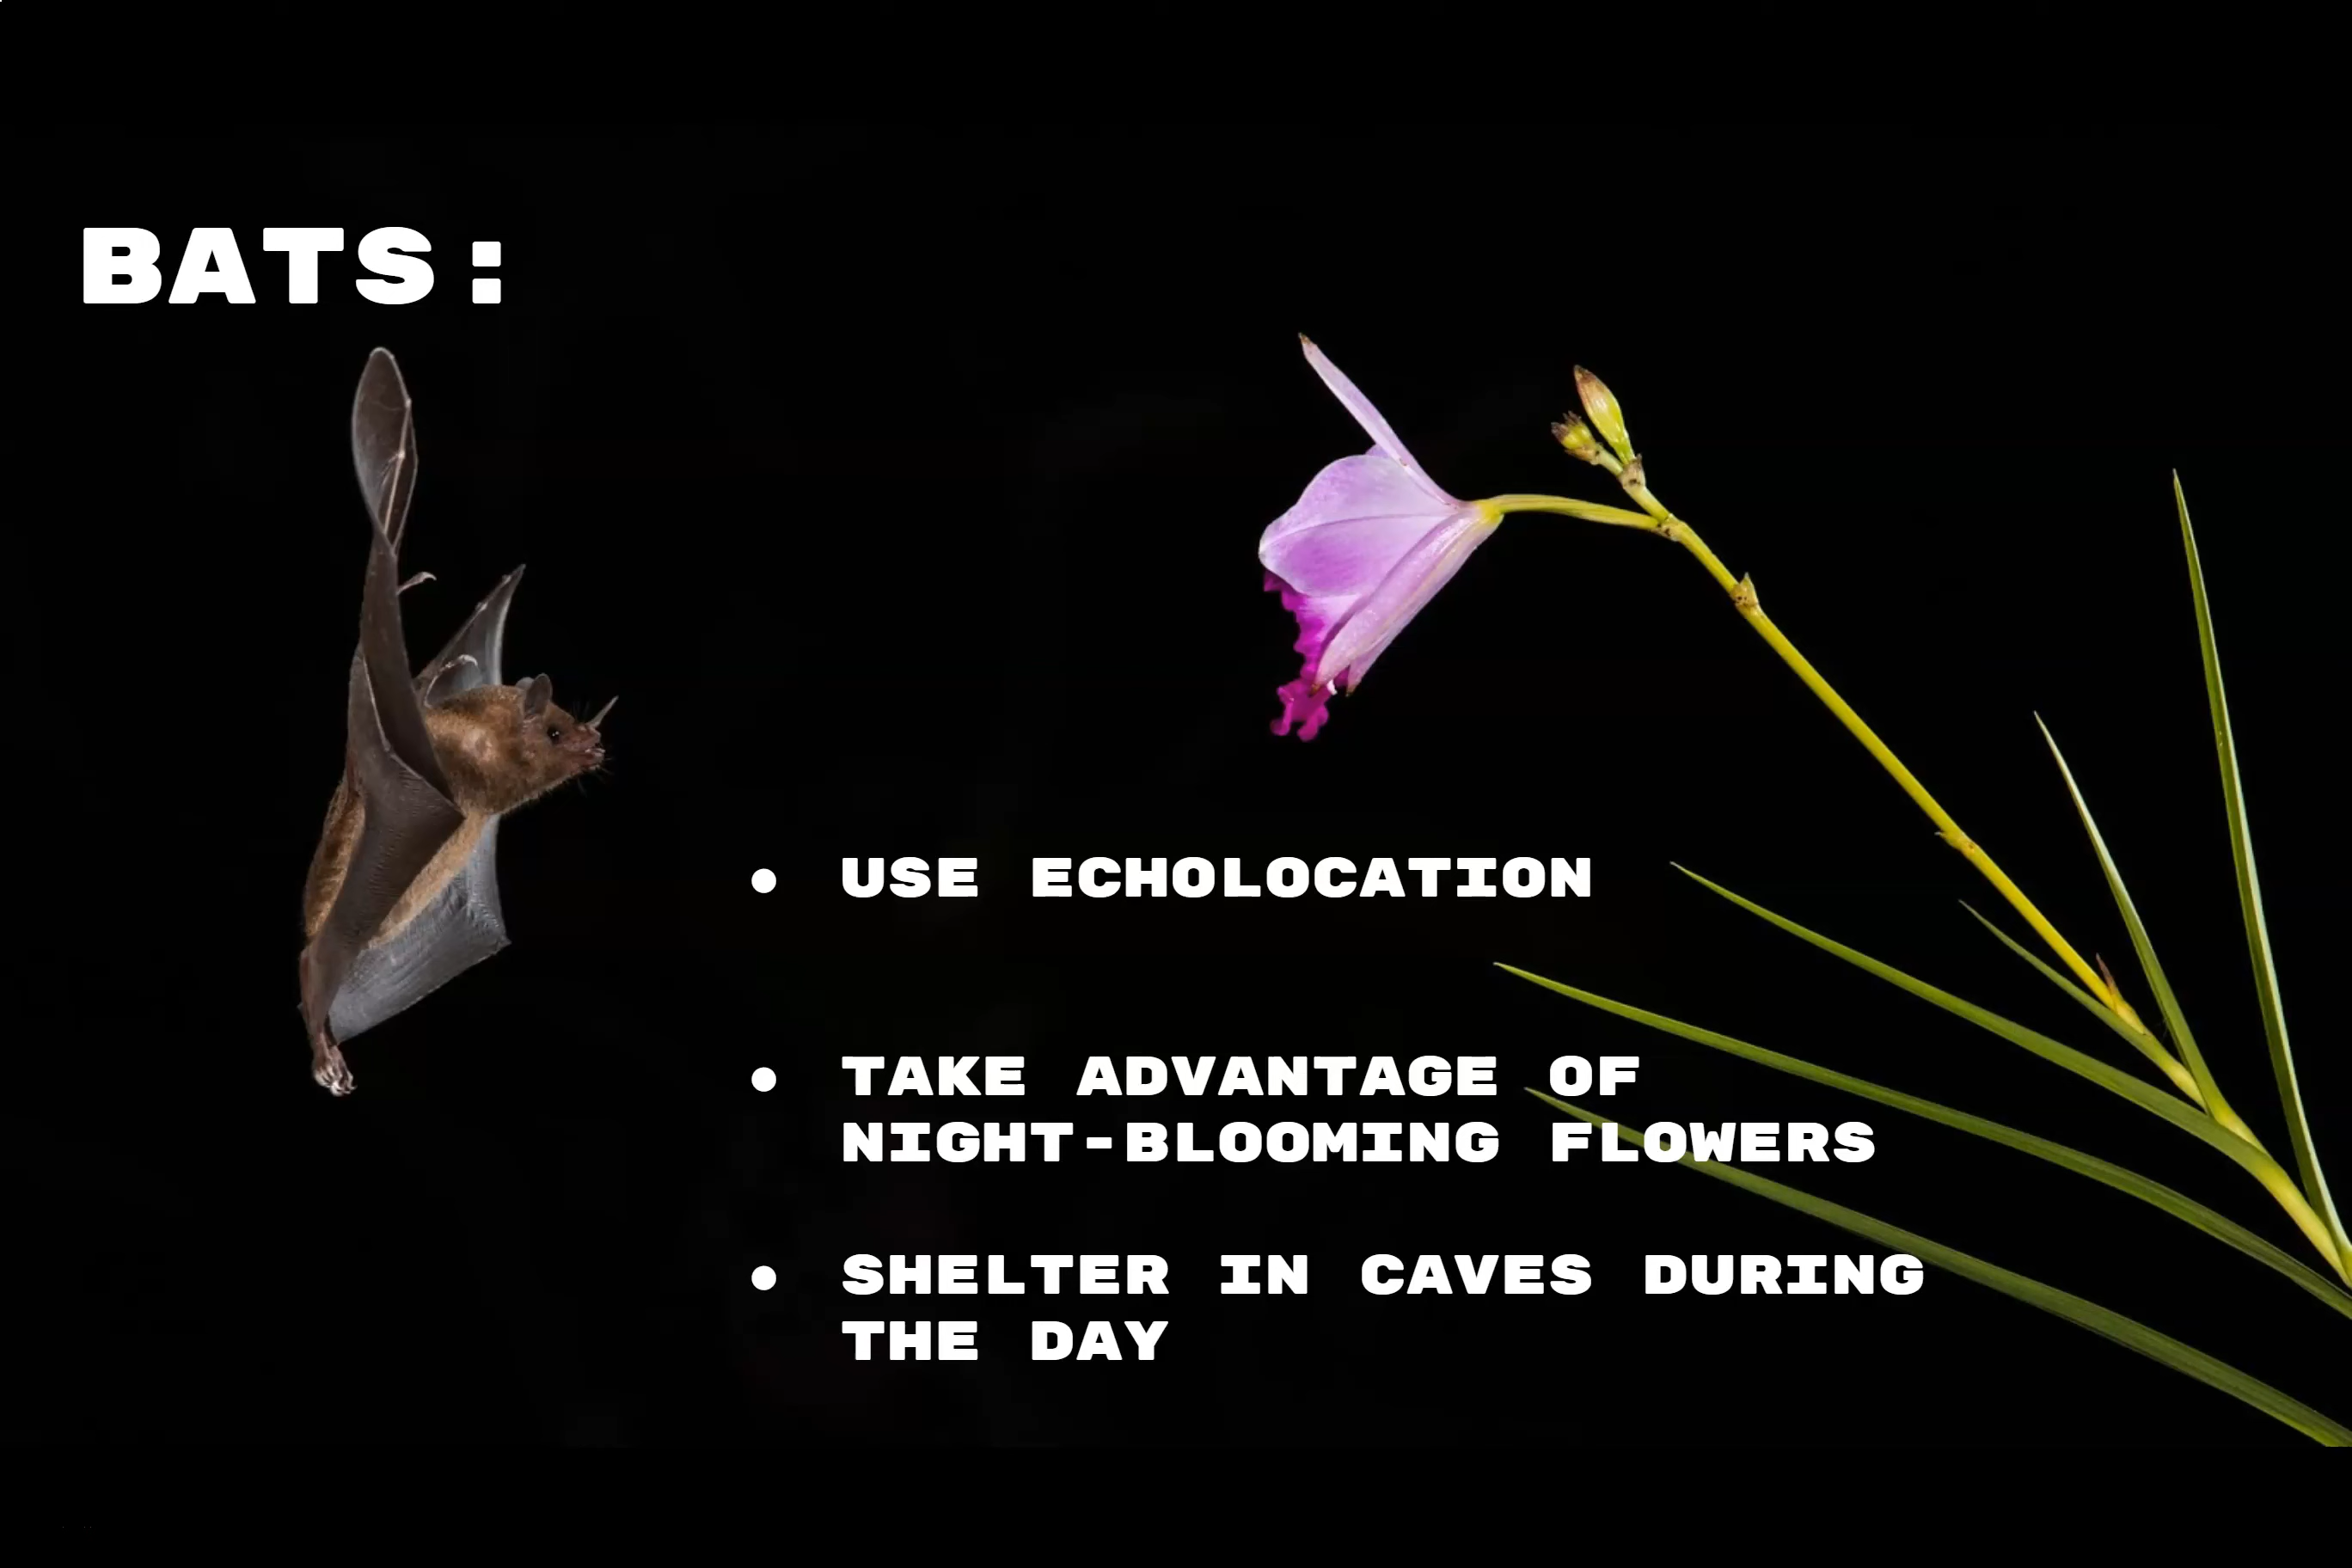 BATS:
● USE ECHOLOCATION
● TAKE ADVANTAGE OF
NIGHT-BLOOMING FLOWERS
● SHELTER IN CAVES DURING
THE DAY